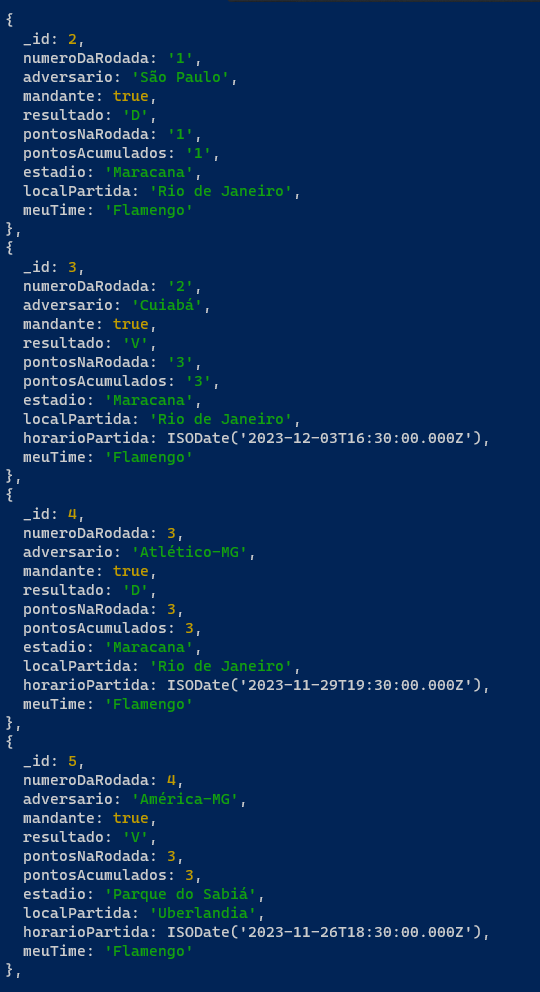 {
  _id: 2,
  numeroDaRodada: '1',
  adversario: 'São Paulo',
  mandante: true,
  resultado: 'D',
  pontosNaRodada: '1',
  pontosAcumulados: '1',
  estadio: 'Maracana',
  localPartida: 'Rio de Janeiro',
  meuTime: 'Flamengo'
},
{
  _id: 3,
  numeroDaRodada: '2',
  adversario: 'Cuiabá',
  mandante: true,
  resultado: 'V',
  pontosNaRodada: '3',
  pontosAcumulados: '3',
  estadio: 'Maracana',
  localPartida: 'Rio de Janeiro',
  horarioPartida: ISODate('2023-12-03T16:30:00.000Z'),
  meuTime: 'Flamengo'
},
{
  _id: 4,
  numeroDaRodada: 3,
  adversario: 'Atlético-MG',
  mandante: true,
  resultado: 'D',
  pontosNaRodada: 3,
  pontosAcumulados: 3,
  estadio: 'Maracana',
  localPartida: 'Rio de Janeiro',
  horarioPartida: ISODate('2023-11-29T19:30:00.000Z'),
  meuTime: 'Flamengo'
},
{
  _id: 5,
  numeroDaRodada: 4,
  adversario: 'América-MG',
  mandante: true,
  resultado: 'V',
  pontosNaRodada: 3,
  pontosAcumulados: 3,
  estadio: 'Parque do Sabiá',
  localPartida: 'Uberlandia',
  horarioPartida: ISODate('2023-11-26T18:30:00.000Z'),
  meuTime: 'Flamengo'
},